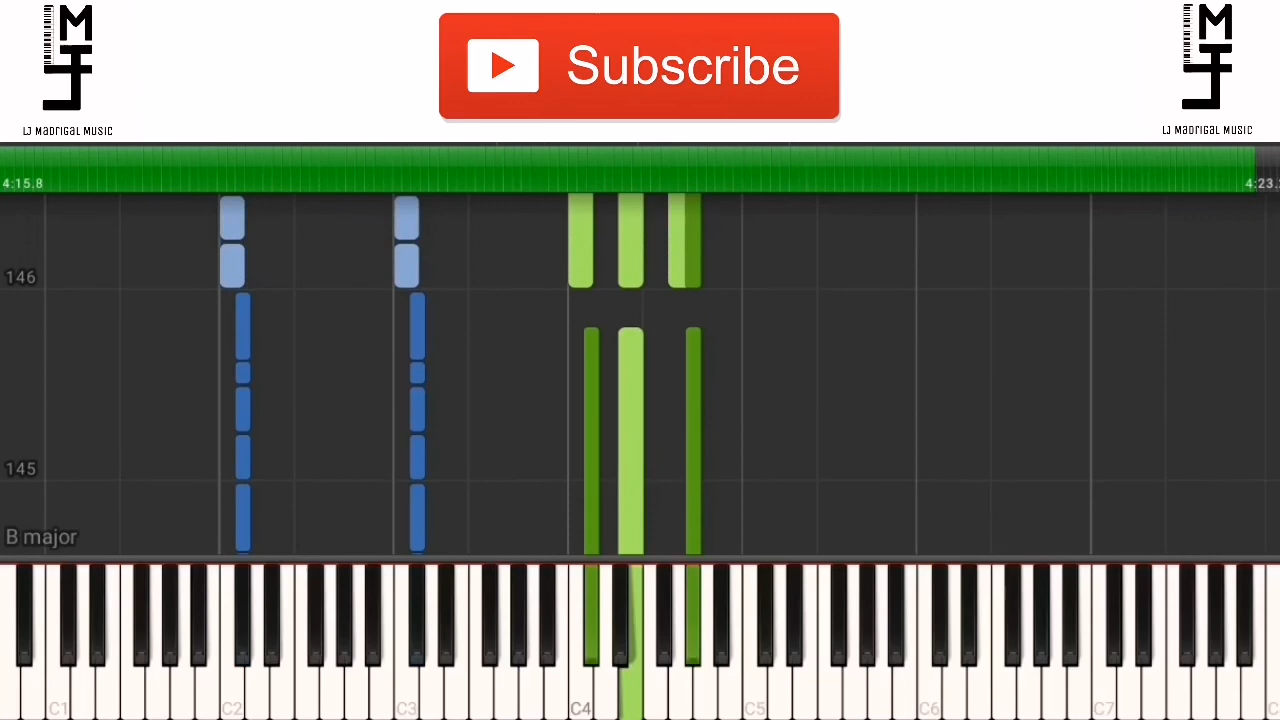 LJ Madrigal Music
Subscribe
LJ Madrigal Music
4:15.8
4:23.
146
145
B major
C1
C2
C3
C4
C5
C6
C7
C